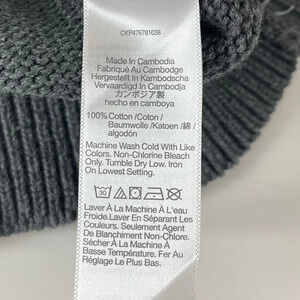 CKP476781038
Made In Cambodia
Fabriqué Au Cambodge
Hergestellt in Kambodscha
Vervaardigd In Cambodja
カンボジア製
hecho en camboya
100% Cotton /Coton /
Baumwolle /Katoen /綿 /
algodón
Machine Wash Cold With Like
Colors. Non-Chlorine Bleach
Only. Tumble Dry Low. Iron
On Lowest Setting.
30
Laver À La Machine À L'eau
Froide.Laver En Séparant Les
Couleurs. Seulement Agent
De Blanchiment Non-Chlore.
Sécher À La Machine À
Basse Température. Fer Au
Réglage Le Plus Bas.